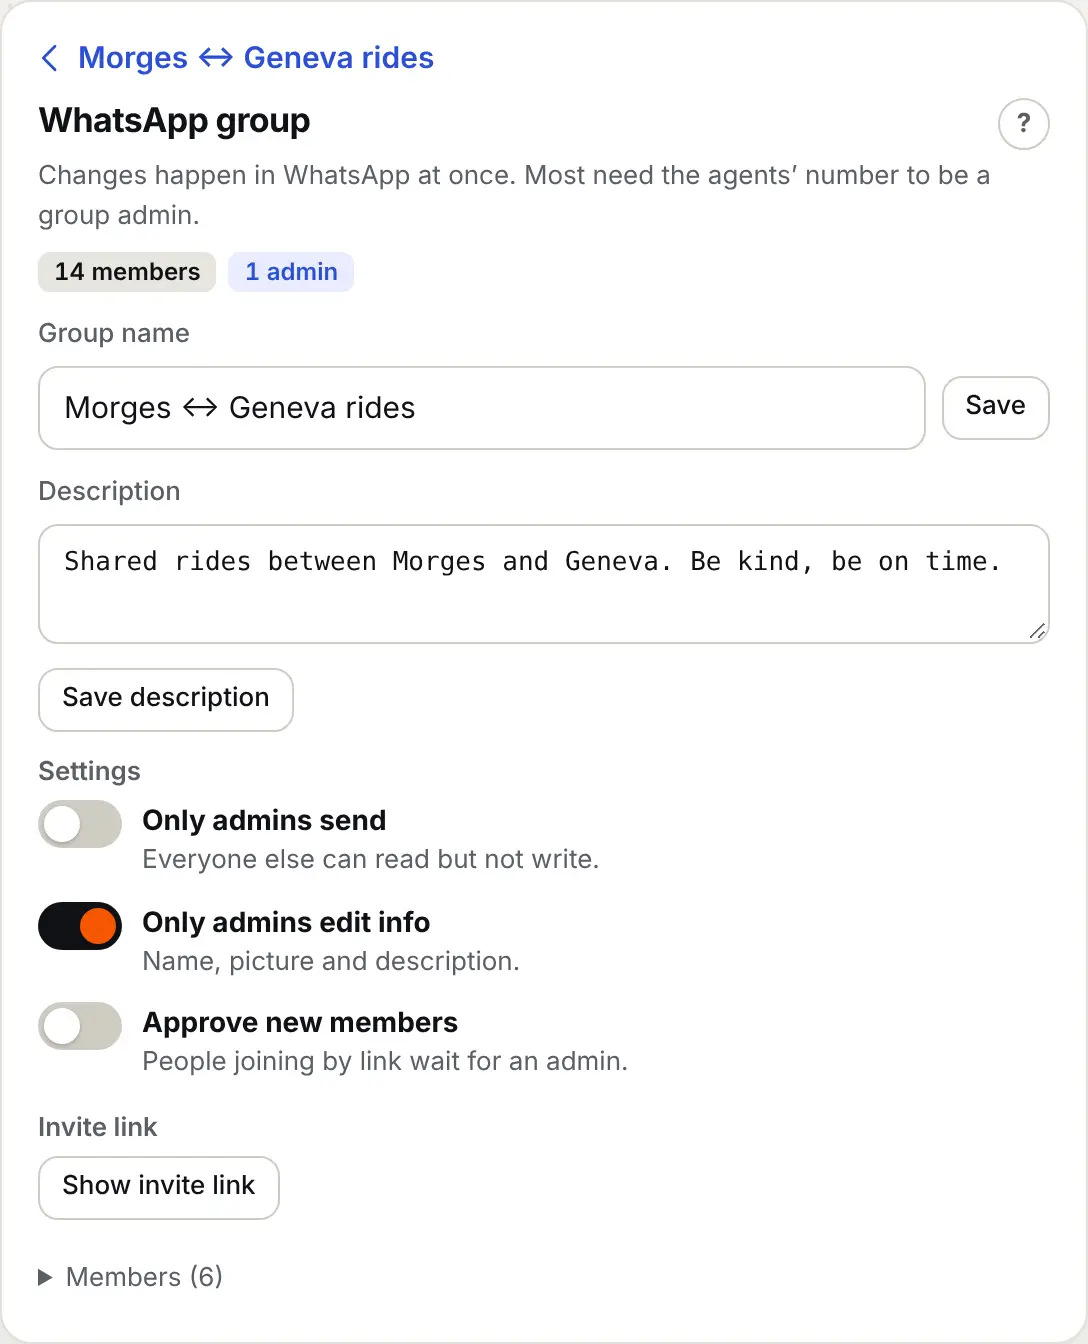 Morges ↔ Geneva rides
WhatsApp group
?
Changes happen in WhatsApp at once. Most need the agents’ number to be a
group admin.
14 members 1 admin
Group name
Morges ↔ Geneva rides
Save
Description
Shared rides between Morges and Geneva. Be kind, be on time.
Save description
Settings
Only admins send
Everyone else can read but not write.
Only admins edit info
Name, picture and description.
Approve new members
People joining by link wait for an admin.
Invite link
Show invite link
Members (6)